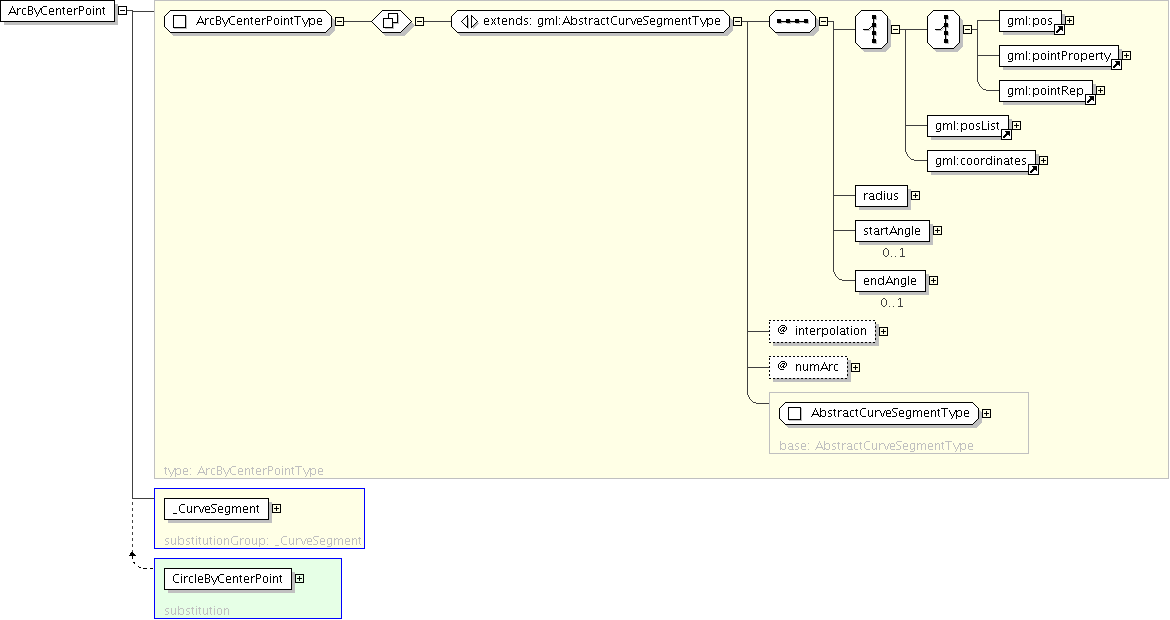 ArcByCenterPoint
ArcByCenterPointType
extends: gml:AbstractCurveSegmentType
gml:pos
gml:pointProperty
gml:pointRep
gml:posList
gml:coordinates
radius
startAngle
0..1
endAngle
0..1
@ interpolation
@ numArc
AbstractCurveSegmentType
base: AbstractCurveSegmentType
type: ArcByCenterPointType
_CurveSegment
substitutionGroup: _CurveSegment
CircleByCenterPoint
substitution